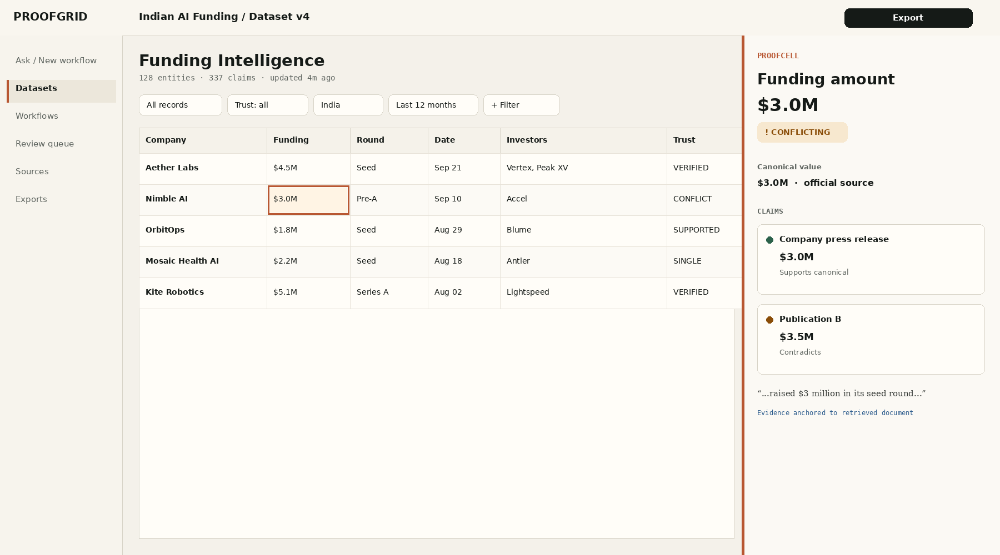 PROOFGRID
Indian AI Funding / Dataset v4
Export
Ask / New workflow
Datasets
Workflows
Review queue
Sources
Exports
Funding Intelligence
128 entities · 337 claims · updated 4m ago
All records
Trust: all
India
Last 12 months
+ Filter
Company Funding Round Date Investors Trust
Aether Labs $4.5M Seed Sep 21 Vertex, Peak XV VERIFIED
Nimble AI $3.0M Pre-A Sep 10 Accel CONFLICT
OrbitOps $1.8M Seed Aug 29 Blume SUPPORTED
Mosaic Health AI $2.2M Seed Aug 18 Antler SINGLE
Kite Robotics $5.1M Series A Aug 02 Lightspeed VERIFIED
PROOFCELL
Funding amount
$3.0M
! CONFLICTING
Canonical value
$3.0M · official source
CLAIMS
Company press release
$3.0M
Supports canonical
Publication B
$3.5M
Contradicts
“...raised $3 million in its seed round...”
Evidence anchored to retrieved document